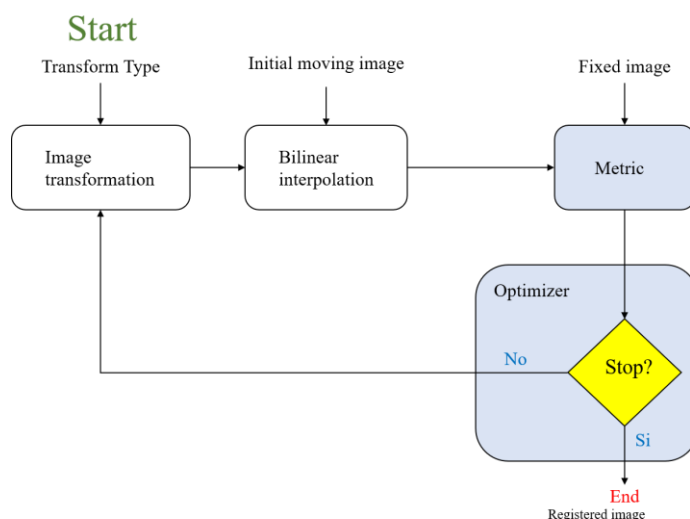 Start
Transform Type
Initial moving image
Fixed image
Image
transformation
Bilinear
interpolation
Metric
Optimizer
No
Stop?
Si
End
Registered image